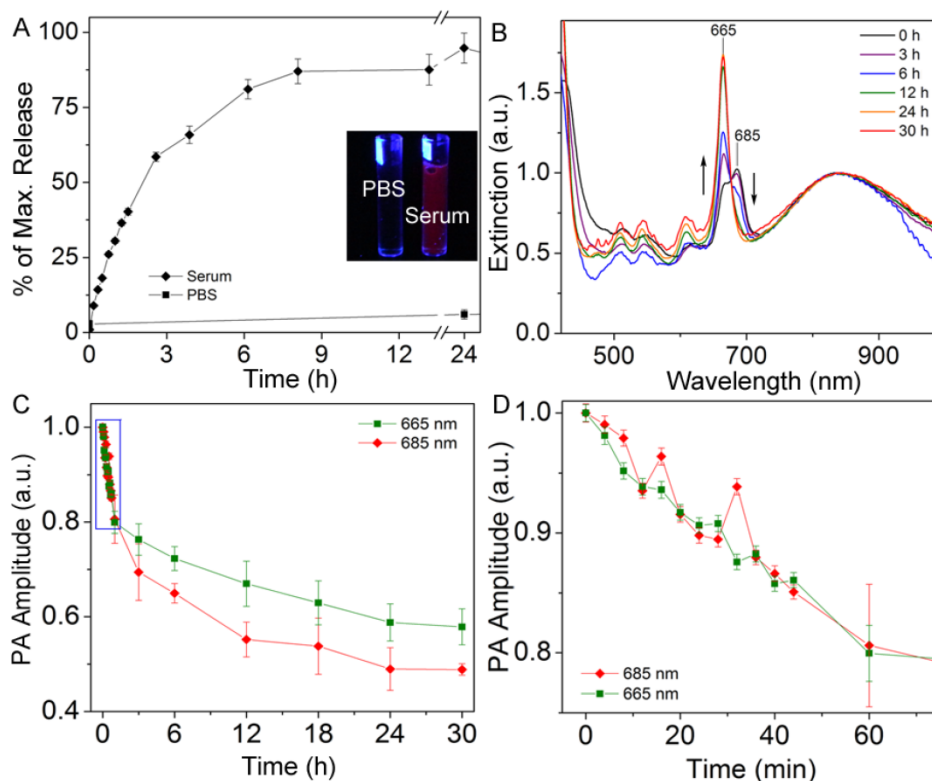 A
100
75
50
25
0
% of Max. Release
PBS
Serum
Serum
PBS
0
3
6
9
12
24
Time (h)
B
665
685
0 h
3 h
6 h
12 h
24 h
30 h
1.5
1.0
0.5
0.0
Extinction (a.u.)
500
700
900
Wavelength (nm)
C
665 nm
685 nm
1.0
0.8
0.6
0.4
PA Amplitude (a.u.)
0
6
12
18
24
30
Time (h)
D
1.0
0.9
0.8
PA Amplitude (a.u.)
685 nm
665 nm
0
20
40
60
Time (min)